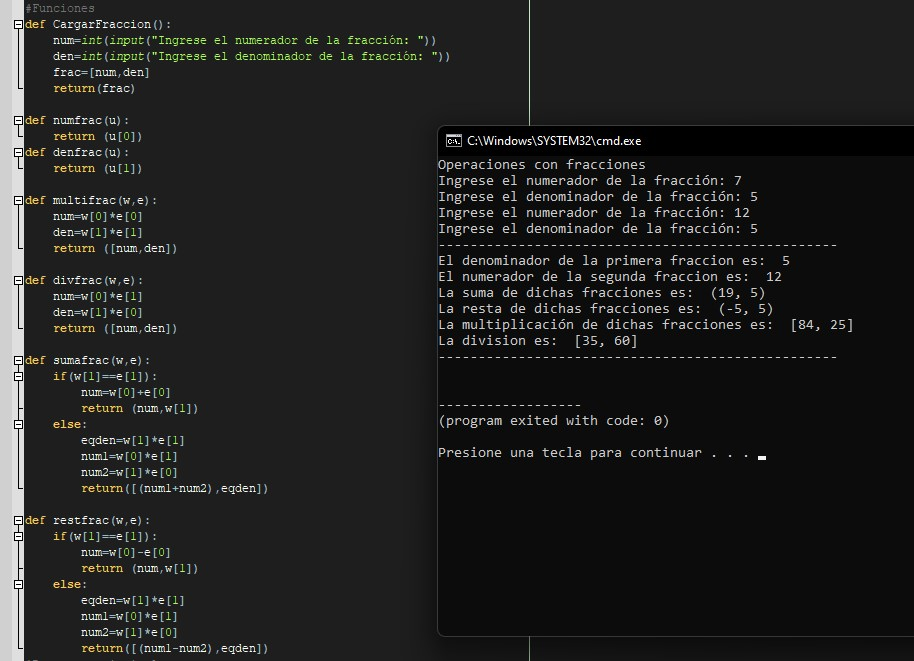 #Funciones
def CargarFraccion():
    num=int(input("Ingrese el numerador de la fracción: "))
    den=int(input("Ingrese el denominador de la fracción: "))
    frac=[num,den]
    return(frac)

def numfrac(u):
    return (u[0])
def denfrac(u):
    return (u[1])

def multifrac(w,e):
    num=w[0]*e[0]
    den=w[1]*e[1]
    return ([num,den])

def divfrac(w,e):
    num=w[0]*e[1]
    den=w[1]*e[0]
    return ([num,den])

def sumafrac(w,e):
    if(w[1]==e[1]):
        num=w[0]+e[0]
        return (num,w[1])
    else:
        eqden=w[1]*e[1]
        num1=w[0]*e[1]
        num2=w[1]*e[0]
        return([(num1+num2),eqden])

def restfrac(w,e):
    if(w[1]==e[1]):
        num=w[0]-e[0]
        return (num,w[1])
    else:
        eqden=w[1]*e[1]
        num1=w[0]*e[1]
        num2=w[1]*e[0]
        return([(num1-num2),eqden])

C:\Windows\SYSTEM32\cmd.exe
Operaciones con fracciones
Ingrese el numerador de la fracción: 7
Ingrese el denominador de la fracción: 5
Ingrese el numerador de la fracción: 12
Ingrese el denominador de la fracción: 5
--------------------------------------------------
El denominador de la primera fraccion es:  5
El numerador de la segunda fraccion es:  12
La suma de dichas fracciones es:  (19, 5)
La resta de dichas fracciones es:  (-5, 5)
La multiplicación de dichas fracciones es:  [84, 25]
La division es:  [35, 60]
--------------------------------------------------


------------------
(program exited with code: 0)

Presione una tecla para continuar . . .